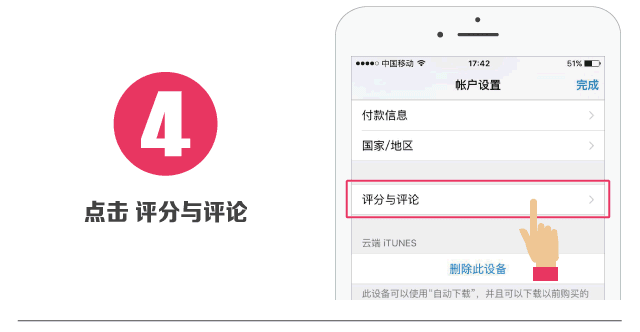 4
点击 评分与评论
中国移动
17:42
51%
帐户设置
完成
付款信息
国家/地区
评分与评论
云端 iTUNES
删除此设备
此设备可以使用“自动下载”，并且可以下载以前购买的